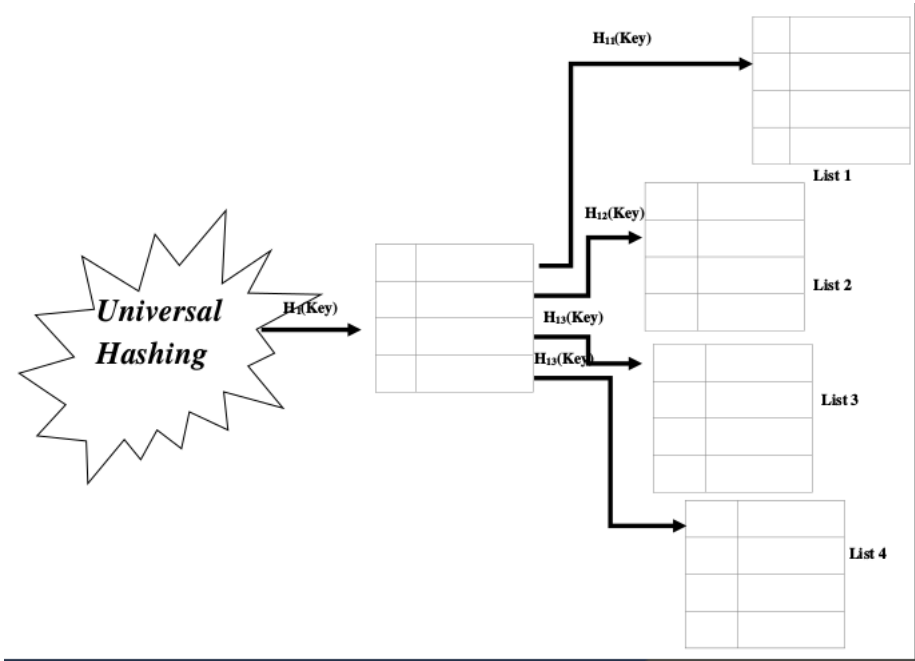 H₁₁(Key)
List 1
H₁₂(Key)
List 2
Universal
Hashing
H₁(Key)
H₁₃(Key)
H₁₃(Key)
List 3
List 4